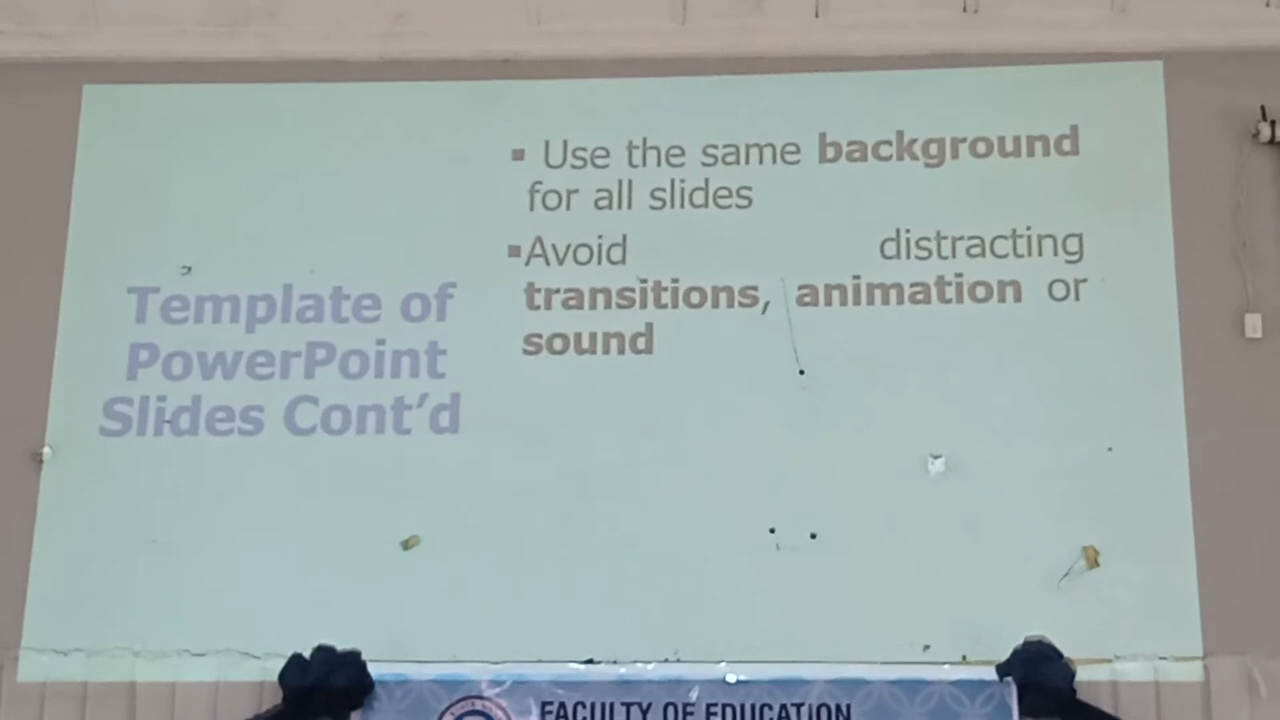 Template of
PowerPoint
Slides Cont’d
▪ Use the same background
for all slides
▪Avoid distracting
transitions, animation or
sound
FACULTY OF EDUCATION